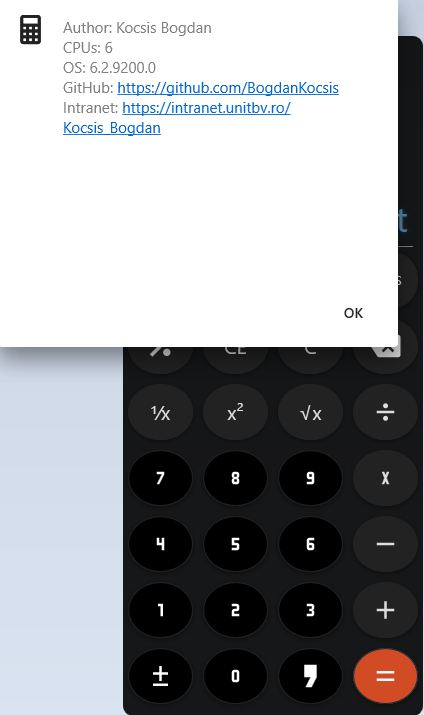 Author: Kocsis Bogdan
CPUs: 6
OS: 6.2.9200.0
GitHub: https://github.com/BogdanKocsis
Intranet: https://intranet.unitbv.ro/
Kocsis_Bogdan
OK
t
s
CE C
⅟x x² √x ÷
7 8 9 X
4 5 6 −
1 2 3 +
± 0 , =